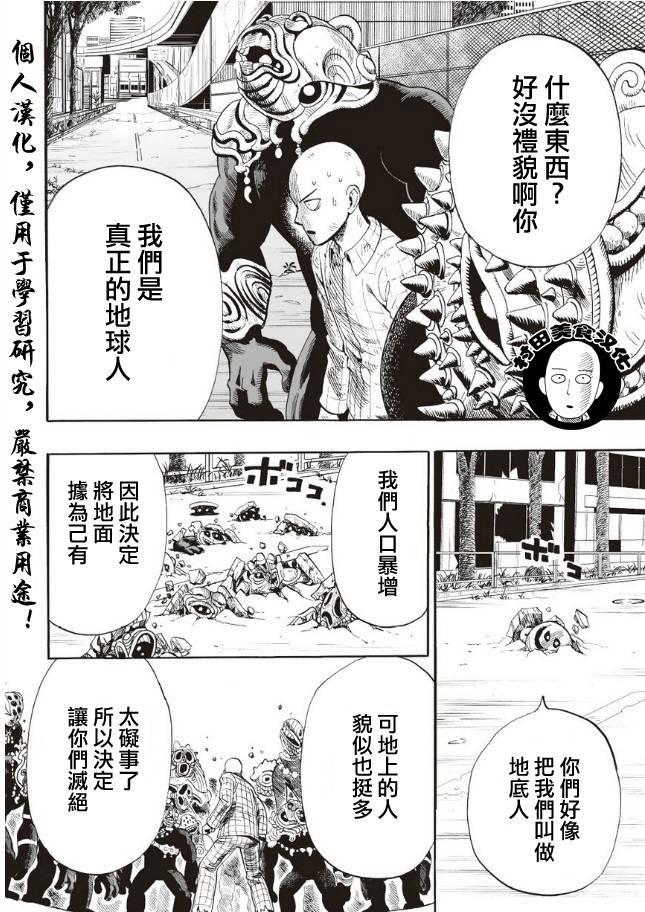 什麼東西？
好沒禮貌啊你
我們是
真正的地球人
村田美食汉化
個人漢化，僅用于學習研究，嚴禁商業用途！
ボコ
你們好像
把我們叫做
地底人
ボココ
我們人口暴增
因此決定
將地面
據為己有
可地上的人
貌似也挺多
太礙事了
所以決定
讓你們滅絕